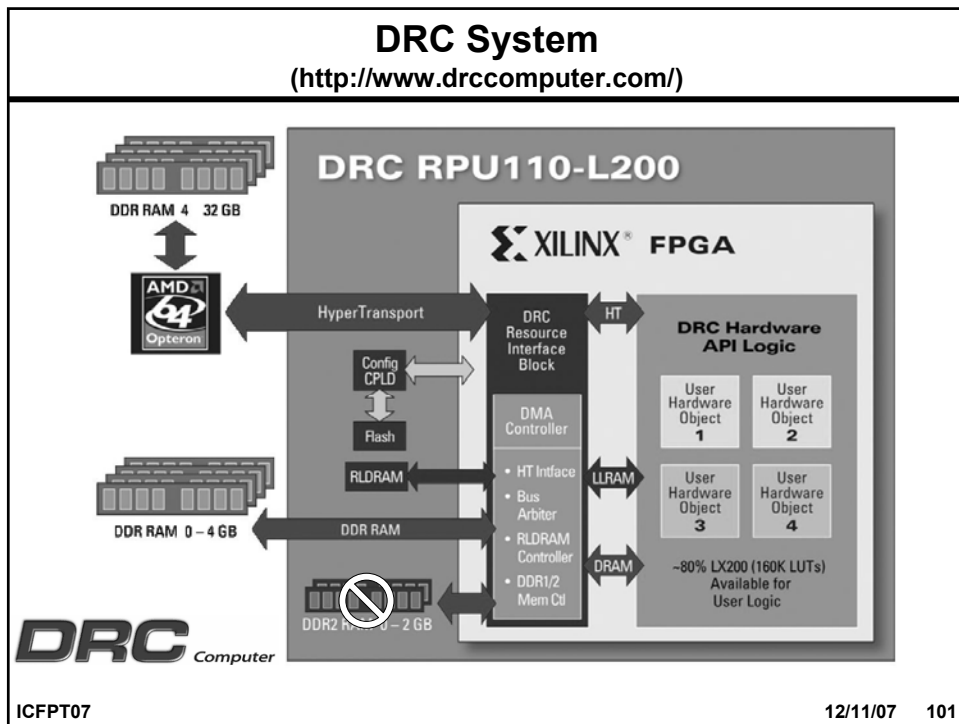 DRC System
(http://www.drccomputer.com/)
DRC RPU110-L200
DDR RAM 4 32 GB
XILINX® FPGA
AMD
64
Opteron
HyperTransport
DRC
Resource
Interface
Block
HT
DRC Hardware
API Logic
Config
CPLD
Flash
User
Hardware
Object
1
User
Hardware
Object
2
DMA
Controller
RLDRAM
• HT Intface
• Bus
Arbiter
• RLDRAM
Controller
• DDR1/2
Mem Ctl
LLRAM
User
Hardware
Object
3
User
Hardware
Object
4
DDR RAM 0 – 4 GB
DDR RAM
DRAM
~80% LX200 (160K LUTs)
Available for
User Logic
DDR2 RAM 0 – 2 GB
DRC Computer
ICFPT07
12/11/07 101